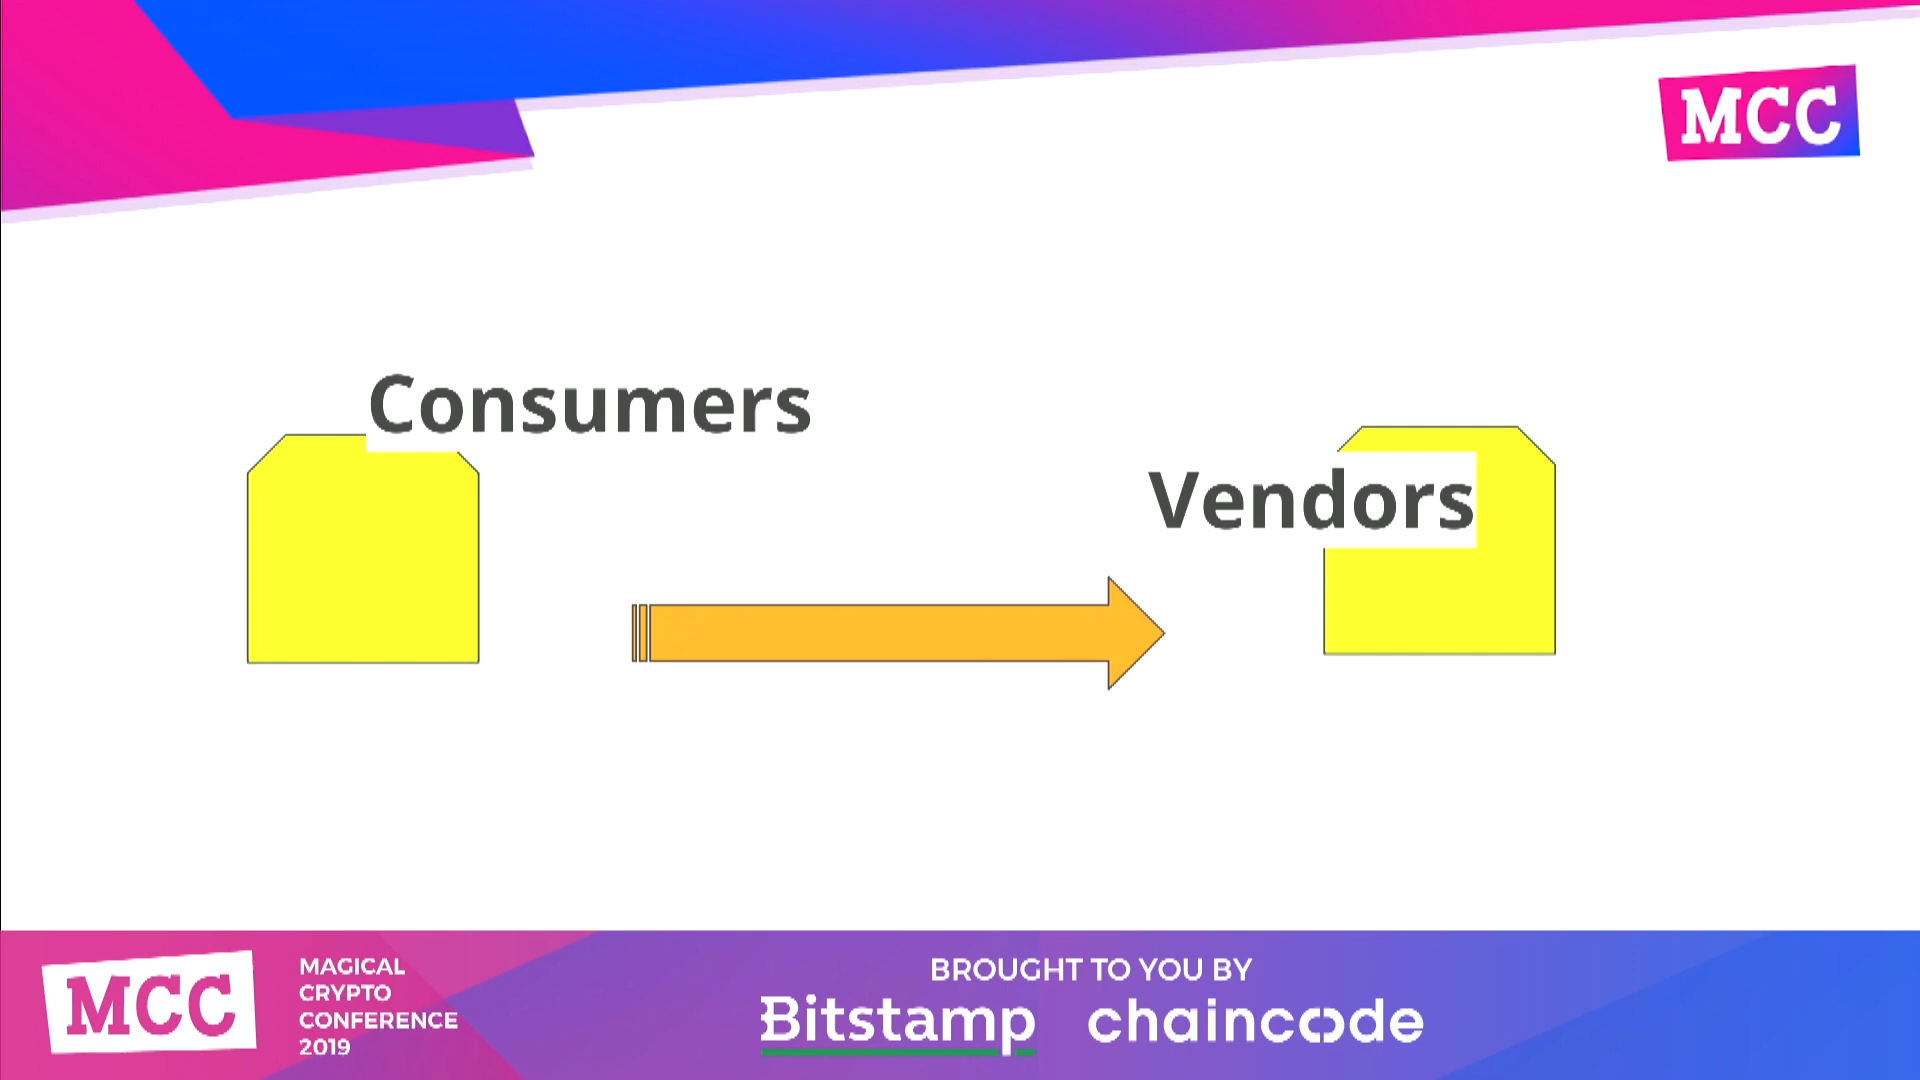 MCC
Consumers
Vendors
MCC
MAGICAL
CRYPTO
CONFERENCE
2019
BROUGHT TO YOU BY
Bitstamp chaincode